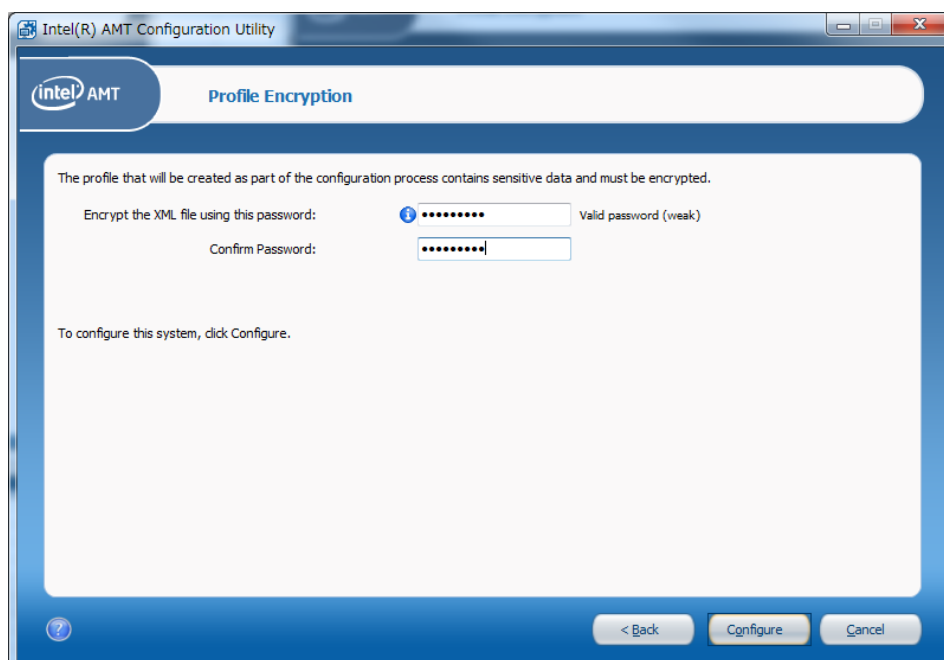 Intel(R) AMT Configuration Utility
intel AMT
Profile Encryption
The profile that will be created as part of the configuration process contains sensitive data and must be encrypted.
Encrypt the XML file using this password: ●●●●●●●●● Valid password (weak)
Confirm Password: ●●●●●●●●●
To configure this system, click Configure.
< Back Configure Cancel